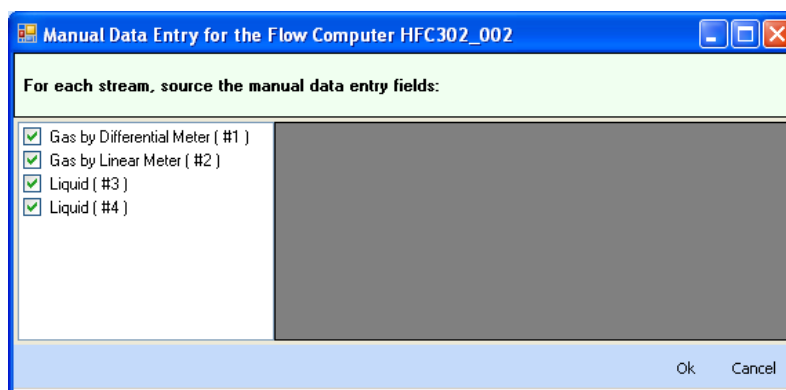 Manual Data Entry for the Flow Computer HFC302_002
For each stream, source the manual data entry fields:
Gas by Differential Meter ( #1 )
Gas by Linear Meter ( #2 )
Liquid ( #3 )
Liquid ( #4 )
Ok Cancel